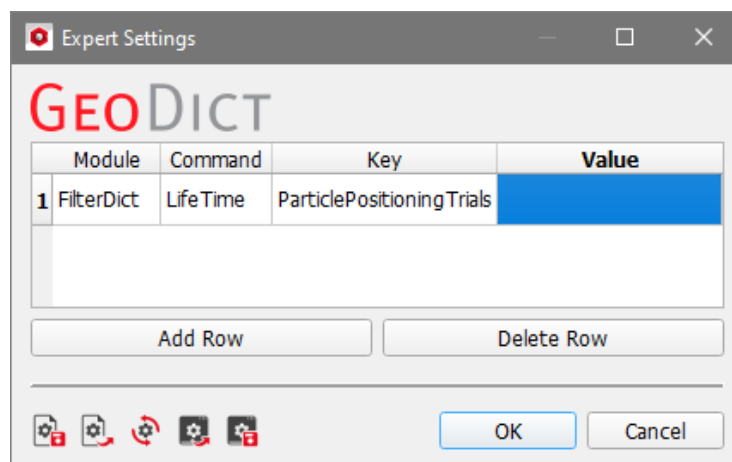 Expert Settings
GEODICT
Module Command Key Value
1 FilterDict LifeTime ParticlePositioningTrials
Add Row Delete Row
OK Cancel